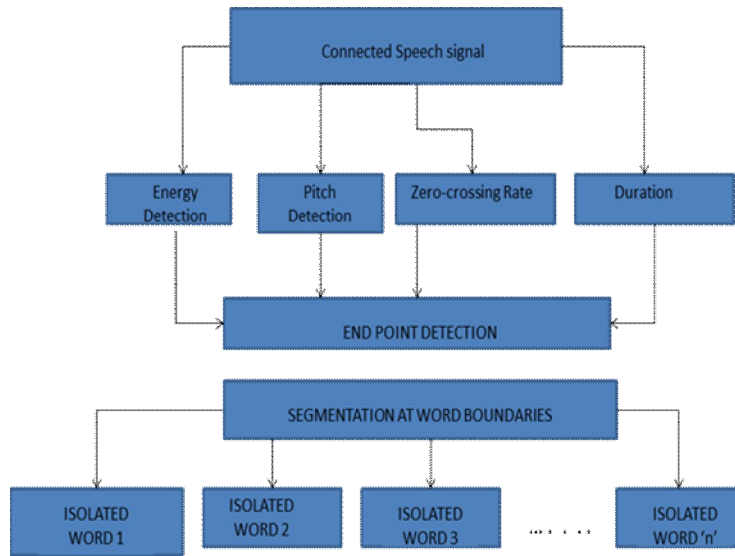 Connected Speech signal
Energy
Detection
Pitch
Detection
Zero-crossing Rate
Duration
END POINT DETECTION
SEGMENTATION AT WORD BOUNDARIES
ISOLATED
WORD 1
ISOLATED
WORD 2
ISOLATED
WORD 3
ISOLATED
WORD 'n'